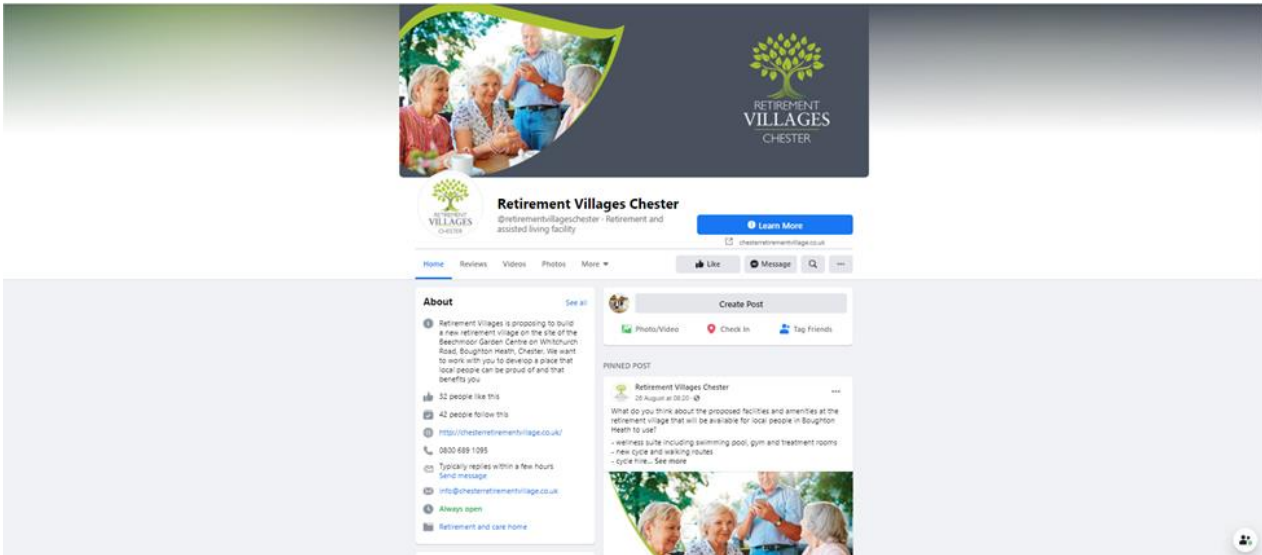 RETIREMENT
VILLAGES
CHESTER
RETIREMENT
VILLAGES
CHESTER
Retirement Villages Chester
@retirementvillageschester · Retirement and
assisted living facility
Learn More
chesterretirementvillage.co.uk
Home Reviews Videos Photos More
Like Message
About See all
Retirement Villages is proposing to build
a new retirement village on the site of the
Beechmoor Garden Centre on Whitchurch
Road, Boughton Heath, Chester. We want
to work with you to develop a place that
local people can be proud of and that
benefits you
32 people like this
42 people follow this
http://chesterretirementvillage.co.uk/
0800 689 1095
Typically replies within a few hours
Send message
info@chesterretirementvillage.co.uk
Always open
Retirement and care home
Create Post
Photo/Video Check In Tag Friends
PINNED POST
Retirement Villages Chester
26 August at 08:20 ·
What do you think about the proposed facilities and amenities at the
retirement village that will be available for local people in Boughton
Heath to use?
- wellness suite including swimming pool, gym and treatment rooms
- new cycle and walking routes
- cycle hire... See more